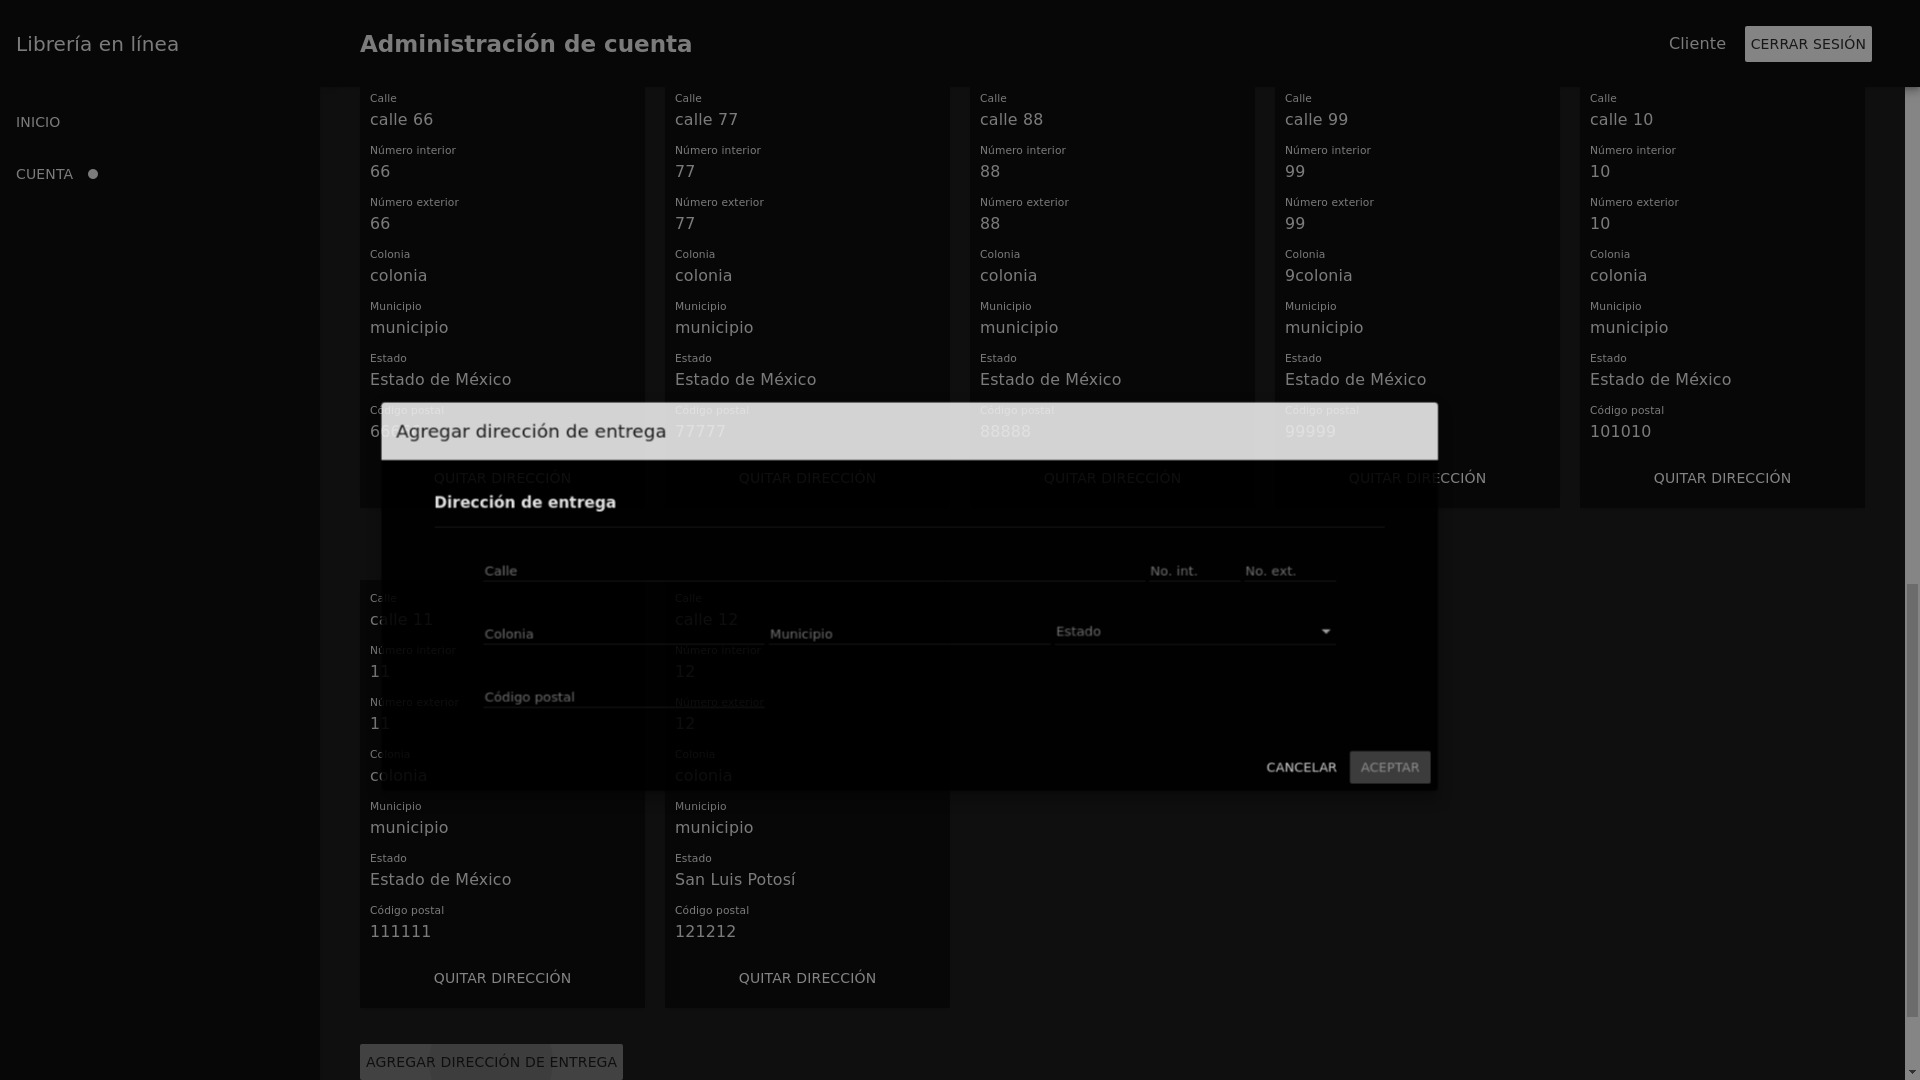 Librería en línea
Administración de cuenta
Cliente
CERRAR SESIÓN
INICIO
CUENTA
Calle
calle 66
Número interior
66
Número exterior
66
Colonia
colonia
Municipio
municipio
Estado
Estado de México
Código postal
QUITAR DIRECCIÓN
Calle
calle 77
Número interior
77
Número exterior
77
Colonia
colonia
Municipio
municipio
Estado
Estado de México
Código postal
77777
QUITAR DIRECCIÓN
Calle
calle 88
Número interior
88
Número exterior
88
Colonia
colonia
Municipio
municipio
Estado
Estado de México
Código postal
88888
QUITAR DIRECCIÓN
Calle
calle 99
Número interior
99
Número exterior
99
Colonia
9colonia
Municipio
municipio
Estado
Estado de México
Código postal
99999
QUITAR DIRECCIÓN
Calle
calle 10
Número interior
10
Número exterior
10
Colonia
colonia
Municipio
municipio
Estado
Estado de México
Código postal
101010
QUITAR DIRECCIÓN
Agregar dirección de entrega
Dirección de entrega
Calle
No. int.
No. ext.
Colonia
Municipio
Estado
Código postal
CANCELAR
ACEPTAR
Calle
calle 11
Número interior
11
Número exterior
11
Colonia
colonia
Municipio
municipio
Estado
Estado de México
Código postal
111111
QUITAR DIRECCIÓN
Calle
calle 12
Número interior
12
Número exterior
12
Colonia
colonia
Municipio
municipio
Estado
San Luis Potosí
Código postal
121212
QUITAR DIRECCIÓN
AGREGAR DIRECCIÓN DE ENTREGA